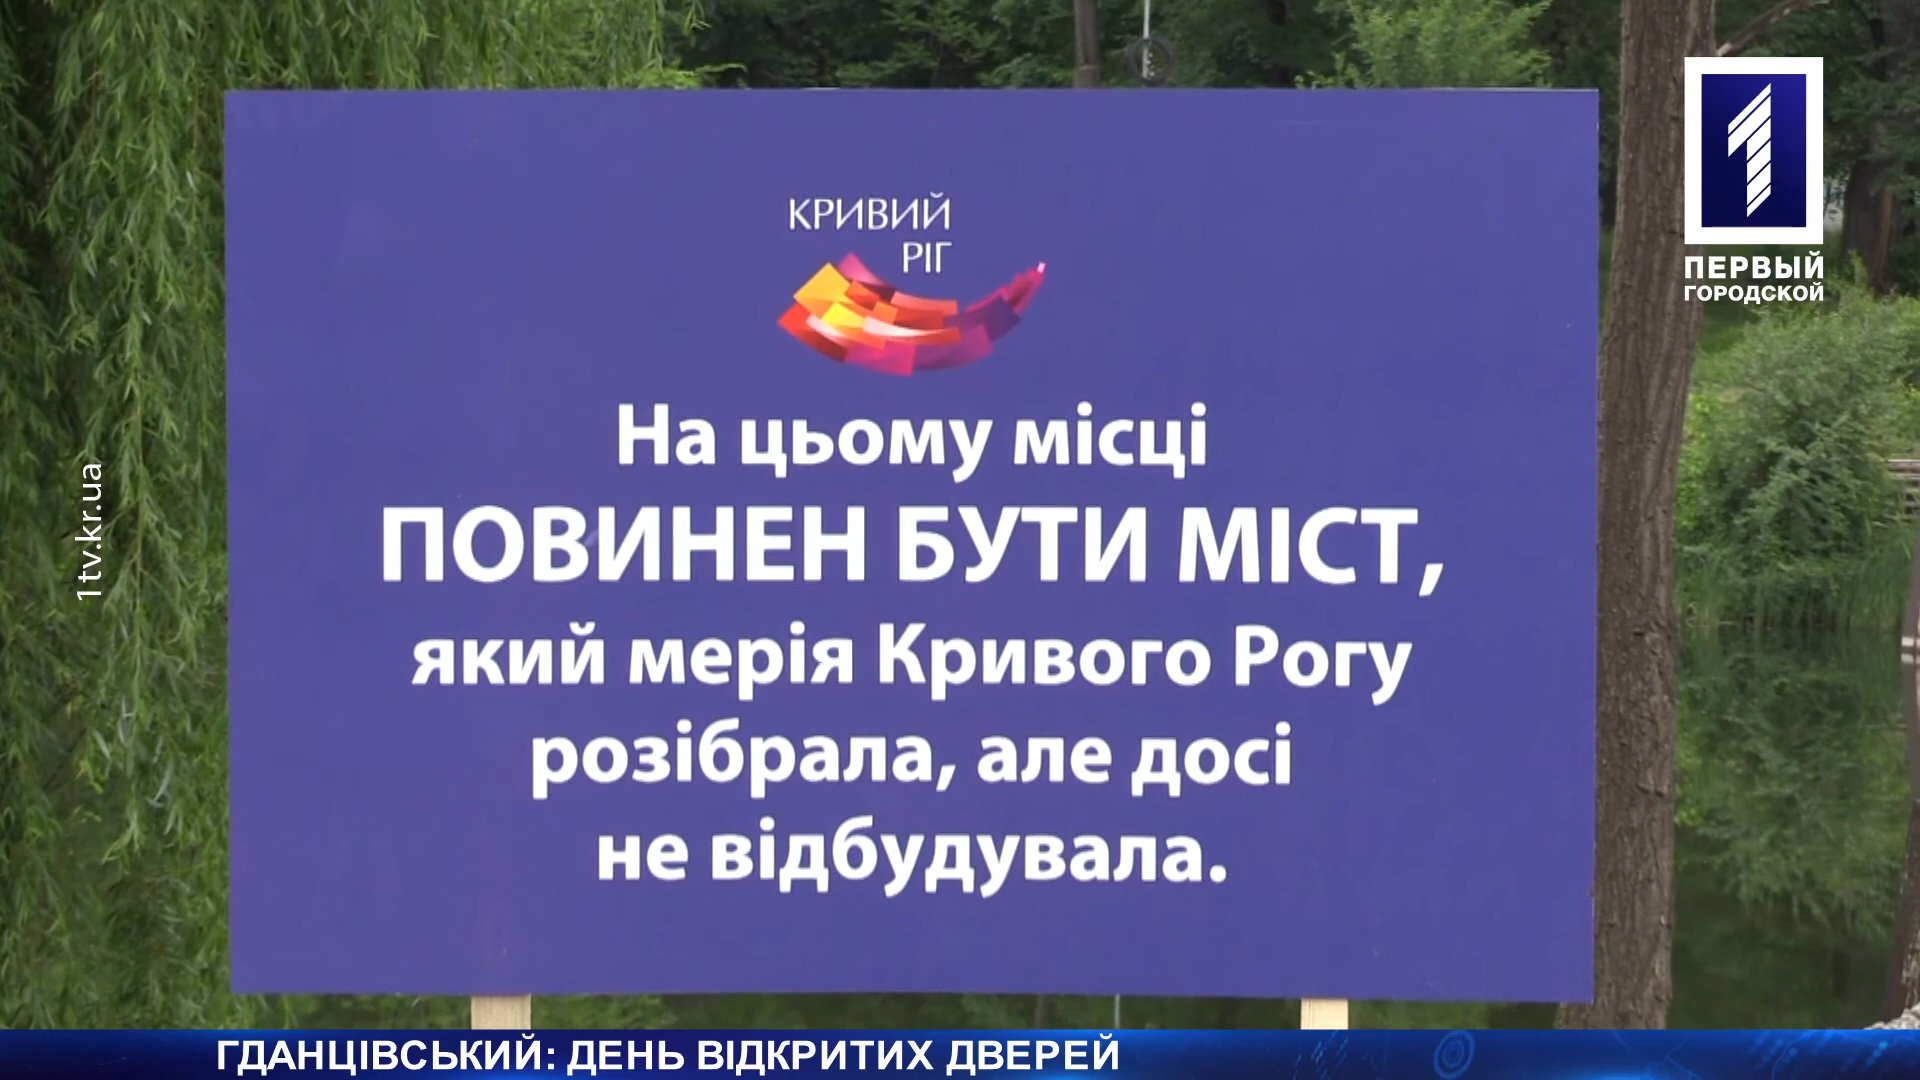 КРИВИЙ
РІГ
На цьому місці
ПОВИНЕН БУТИ МІСТ,
який мерія Кривого Рогу
розібрала, але досі
не відбудувала.
1
ПЕРВЫЙ
ГОРОДСКОЙ
1tv.kr.ua
ГДАНЦІВСЬКИЙ: ДЕНЬ ВІДКРИТИХ ДВЕРЕЙ